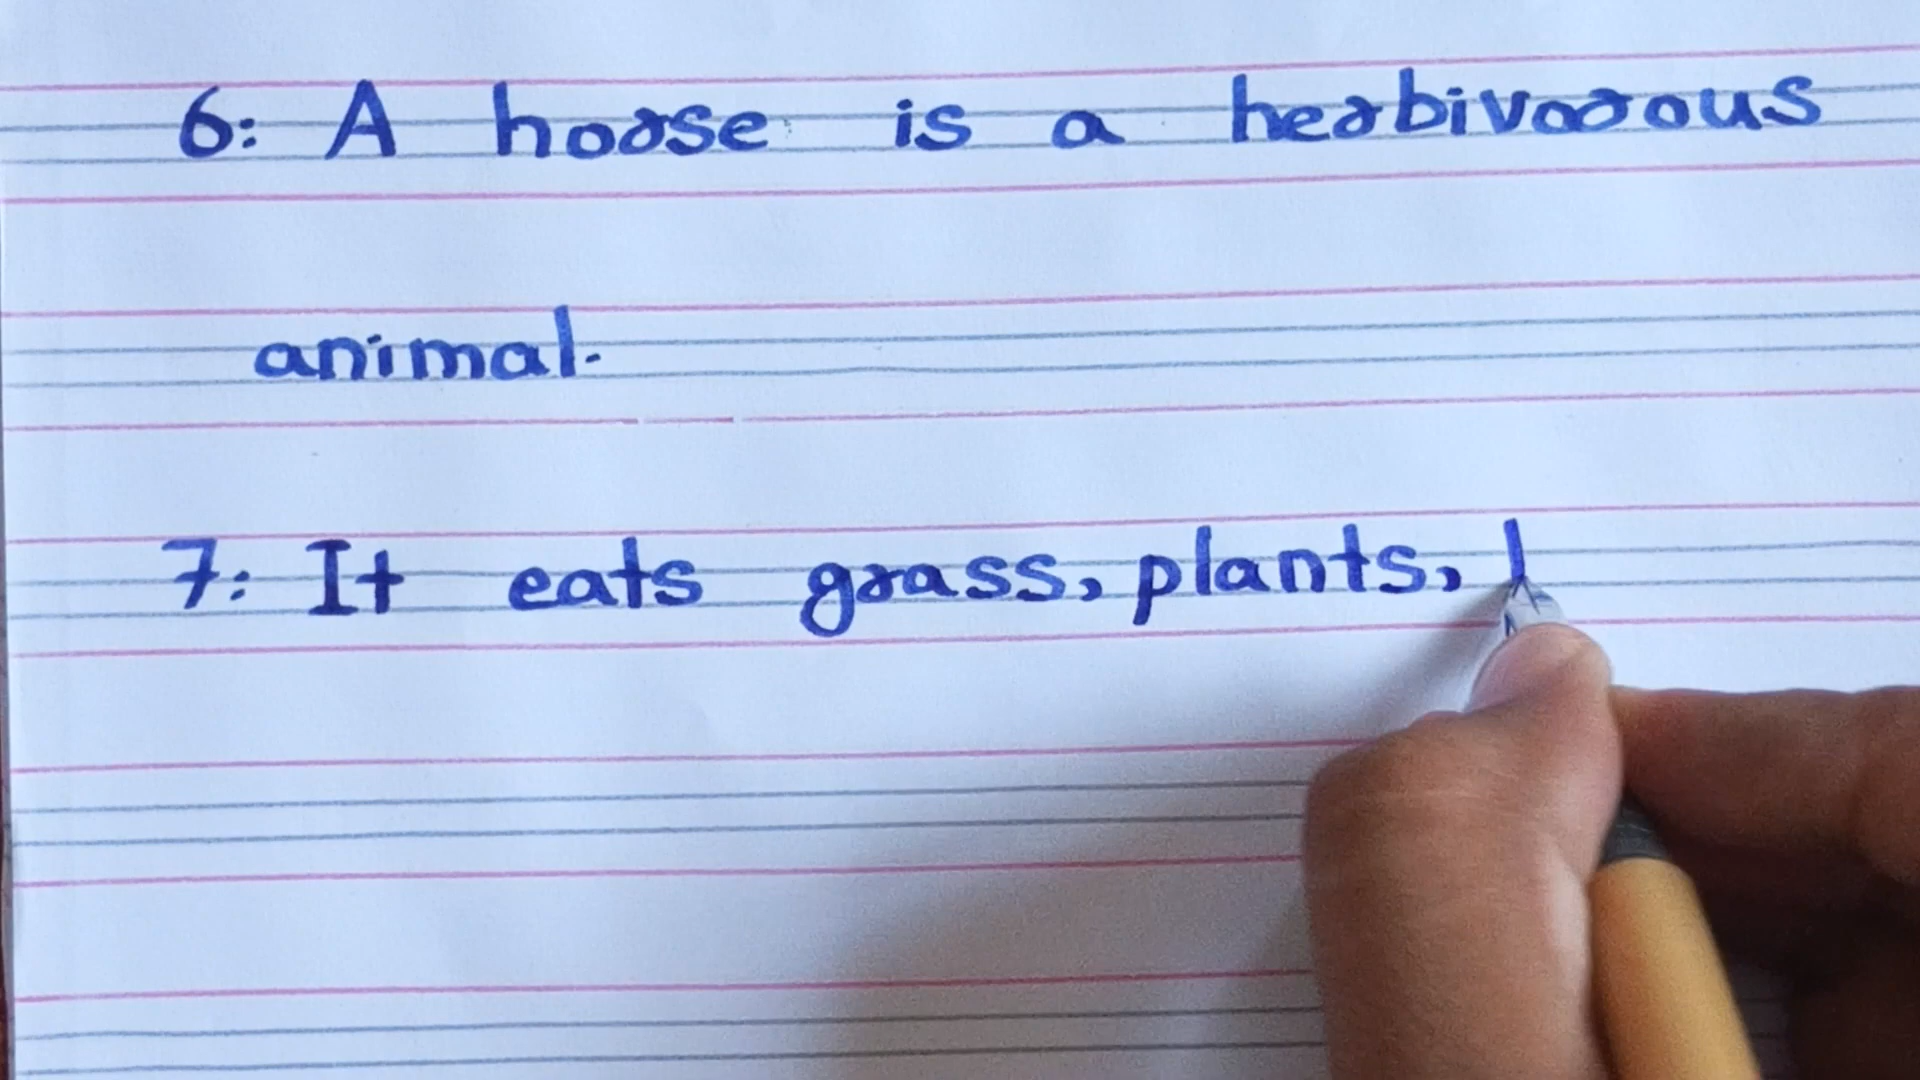 6: A horse is a herbivorous
animal.
7: It eats grass, plants,